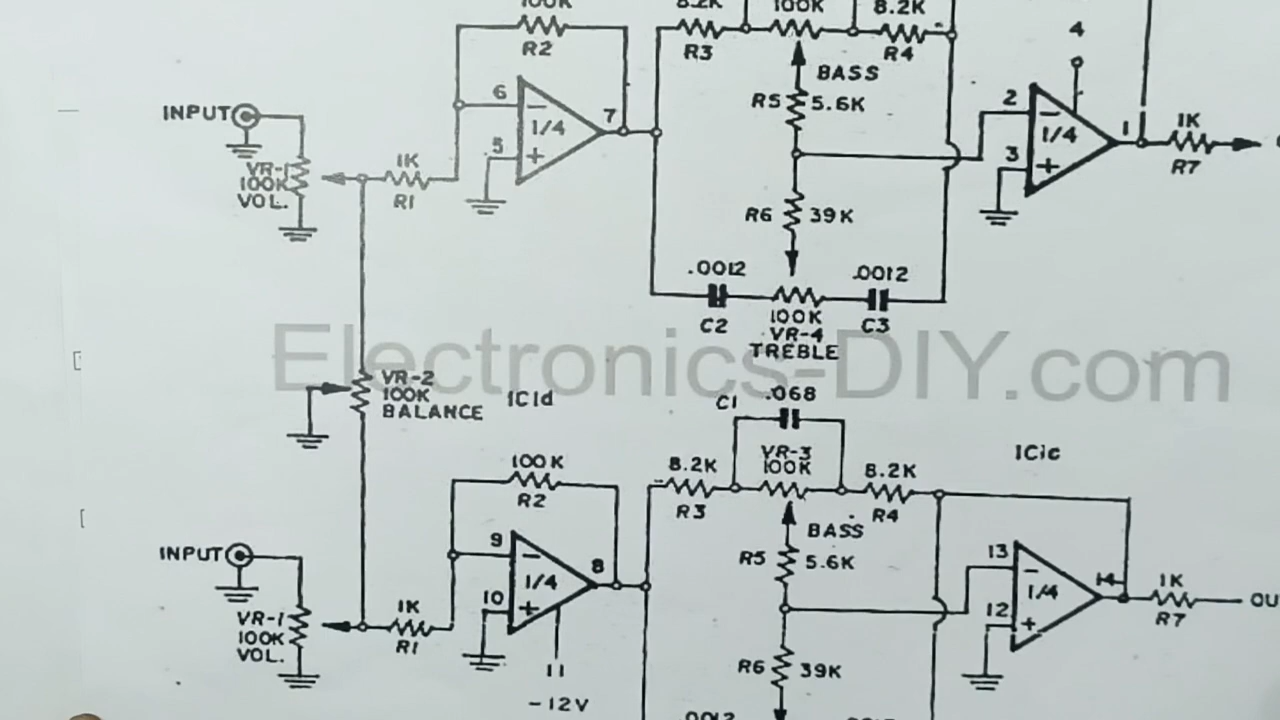 100K
R2
8.2K
100K
8.2K
R3
R4
BASS
4
INPUT
6
1/4
7
5
R5 5.6K
2
1/4
1
3
1K
R7
VR-1
100K
VOL.
1K
R1
R6 39K
.0012
.0012
C2
100K
C3
VR-4
TREBLE
Electronics-DIY.com
VR-2
100K
BALANCE
IC1d
C1 .068
IC1c
100K
R2
8.2K
VR-3
100K
8.2K
R3
R4
BASS
INPUT
9
1/4
8
10
R5 5.6K
13
1/4
14
12
1K
R7
OU
VR-1
100K
VOL.
1K
R1
11
-12V
R6 39K
.0012